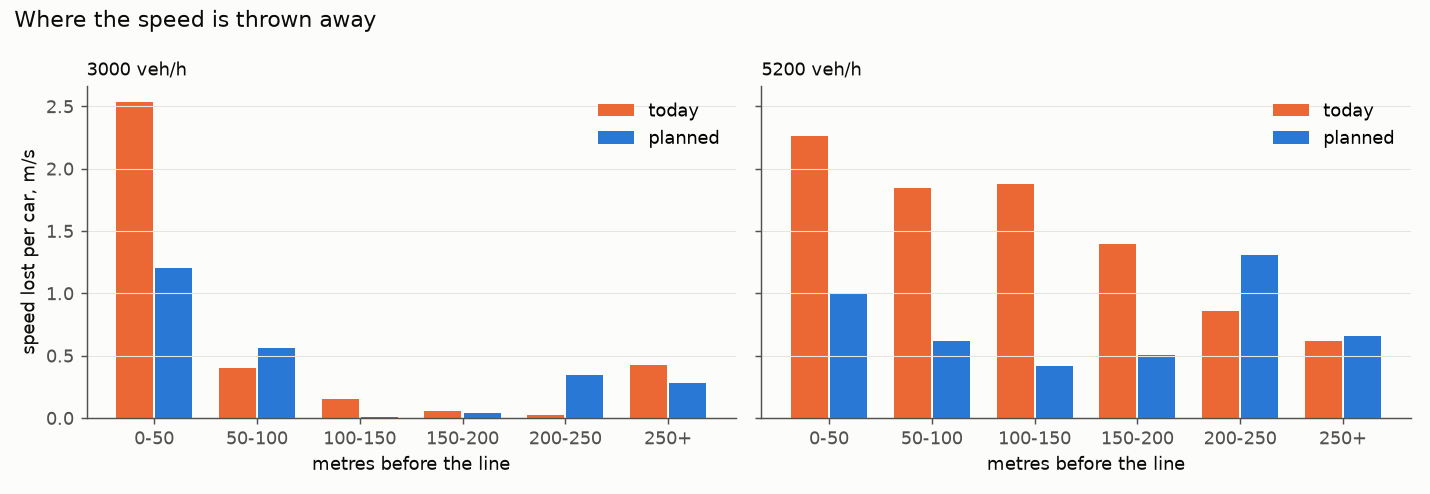 Where the speed is thrown away
3000 veh/h
speed lost per car, m/s
2.5
2.0
1.5
1.0
0.5
0.0
today
planned
0-50 50-100 100-150 150-200 200-250 250+
metres before the line
5200 veh/h
today
planned
0-50 50-100 100-150 150-200 200-250 250+
metres before the line